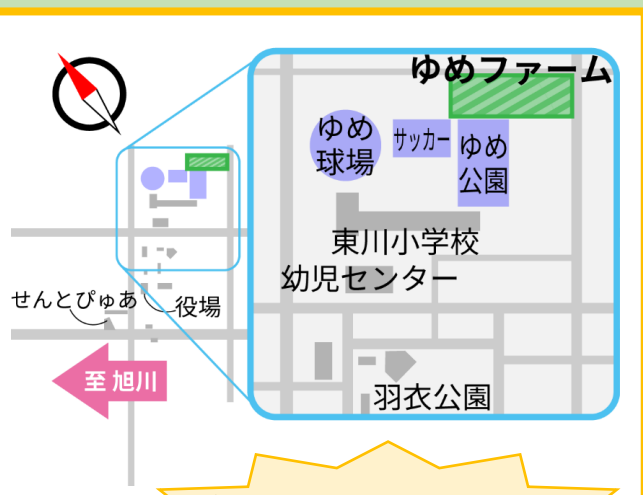 ゆめファーム
ゆめ
球場
サッカー
ゆめ
公園
東川小学校
幼児センター
羽衣公園
せんとぴゅあ
役場
至 旭川